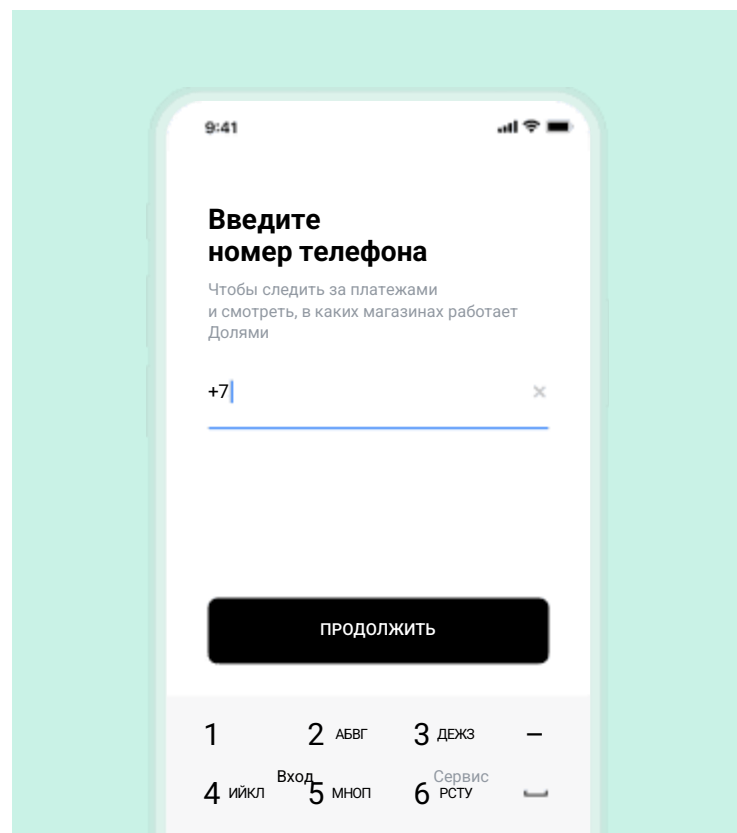 9:41
Введите
номер телефона
Чтобы следить за платежами
и смотреть, в каких магазинах работает
Долями
+7
ПРОДОЛЖИТЬ
1 2 АБВГ 3 ДЕЖЗ –
Вход Сервис
4 ИЙКЛ 5 МНОП 6 РСТУ